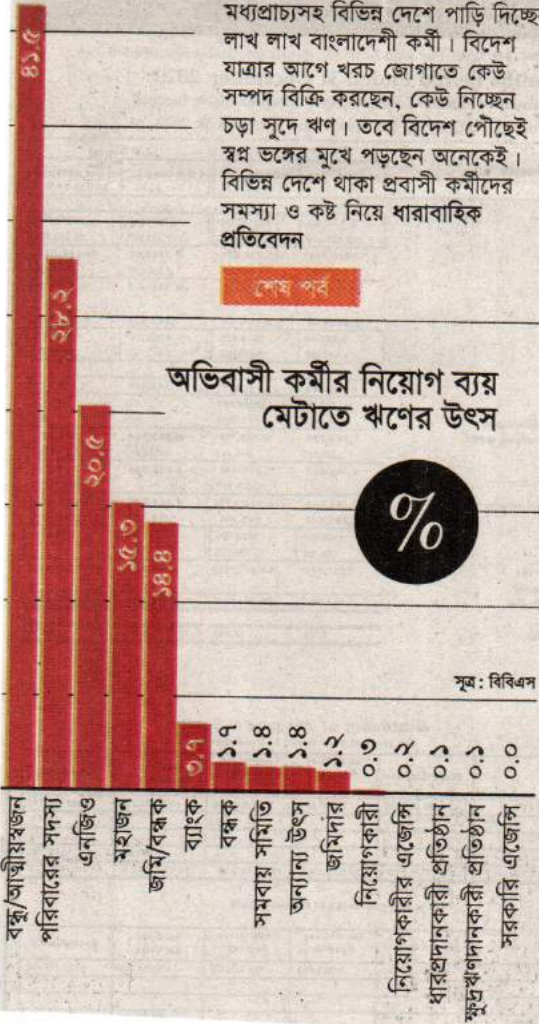 মধ্যপ্রাচ্যসহ বিভিন্ন দেশে পাড়ি দিচ্ছে
লাখ লাখ বাংলাদেশী কর্মী। বিদেশ
যাত্রার আগে খরচ জোগাতে কেউ
সম্পদ বিক্রি করছেন, কেউ নিচ্ছেন
চড়া সুদে ঋণ। তবে বিদেশ পৌছেই
স্বপ্ন ভঙ্গের মুখে পড়ছেন অনেকেই।
বিভিন্ন দেশে থাকা প্রবাসী কর্মীদের
সমস্যা ও কষ্ট নিয়ে ধারাবাহিক
প্রতিবেদন
শেষ পর্ব
অভিবাসী কর্মীর নিয়োগ ব্যয়
মেটাতে ঋণের উৎস
%
সূত্র : বিবিএস
৪১.৫
২৮.২
২০.৫
১৫.৩
১৪.৪
৩.৭
১.৭
১.৪
১.৪
১.২
০.৩
০.২
০.১
০.১
০.০
বন্ধু/আত্মীয়স্বজন
পরিবারের সদস্য
এনজিও
মহাজন
জমি/বন্ধক
ব্যাংক
বন্ধক
সমবায় সমিতি
অন্যান্য উৎস
জমিদার
নিয়োগকারী
নিয়োগকারীর এজেন্সি
ধারপ্রদানকারী প্রতিষ্ঠান
ক্ষুদ্রঋণদানকারী প্রতিষ্ঠান
সরকারি এজেন্সি